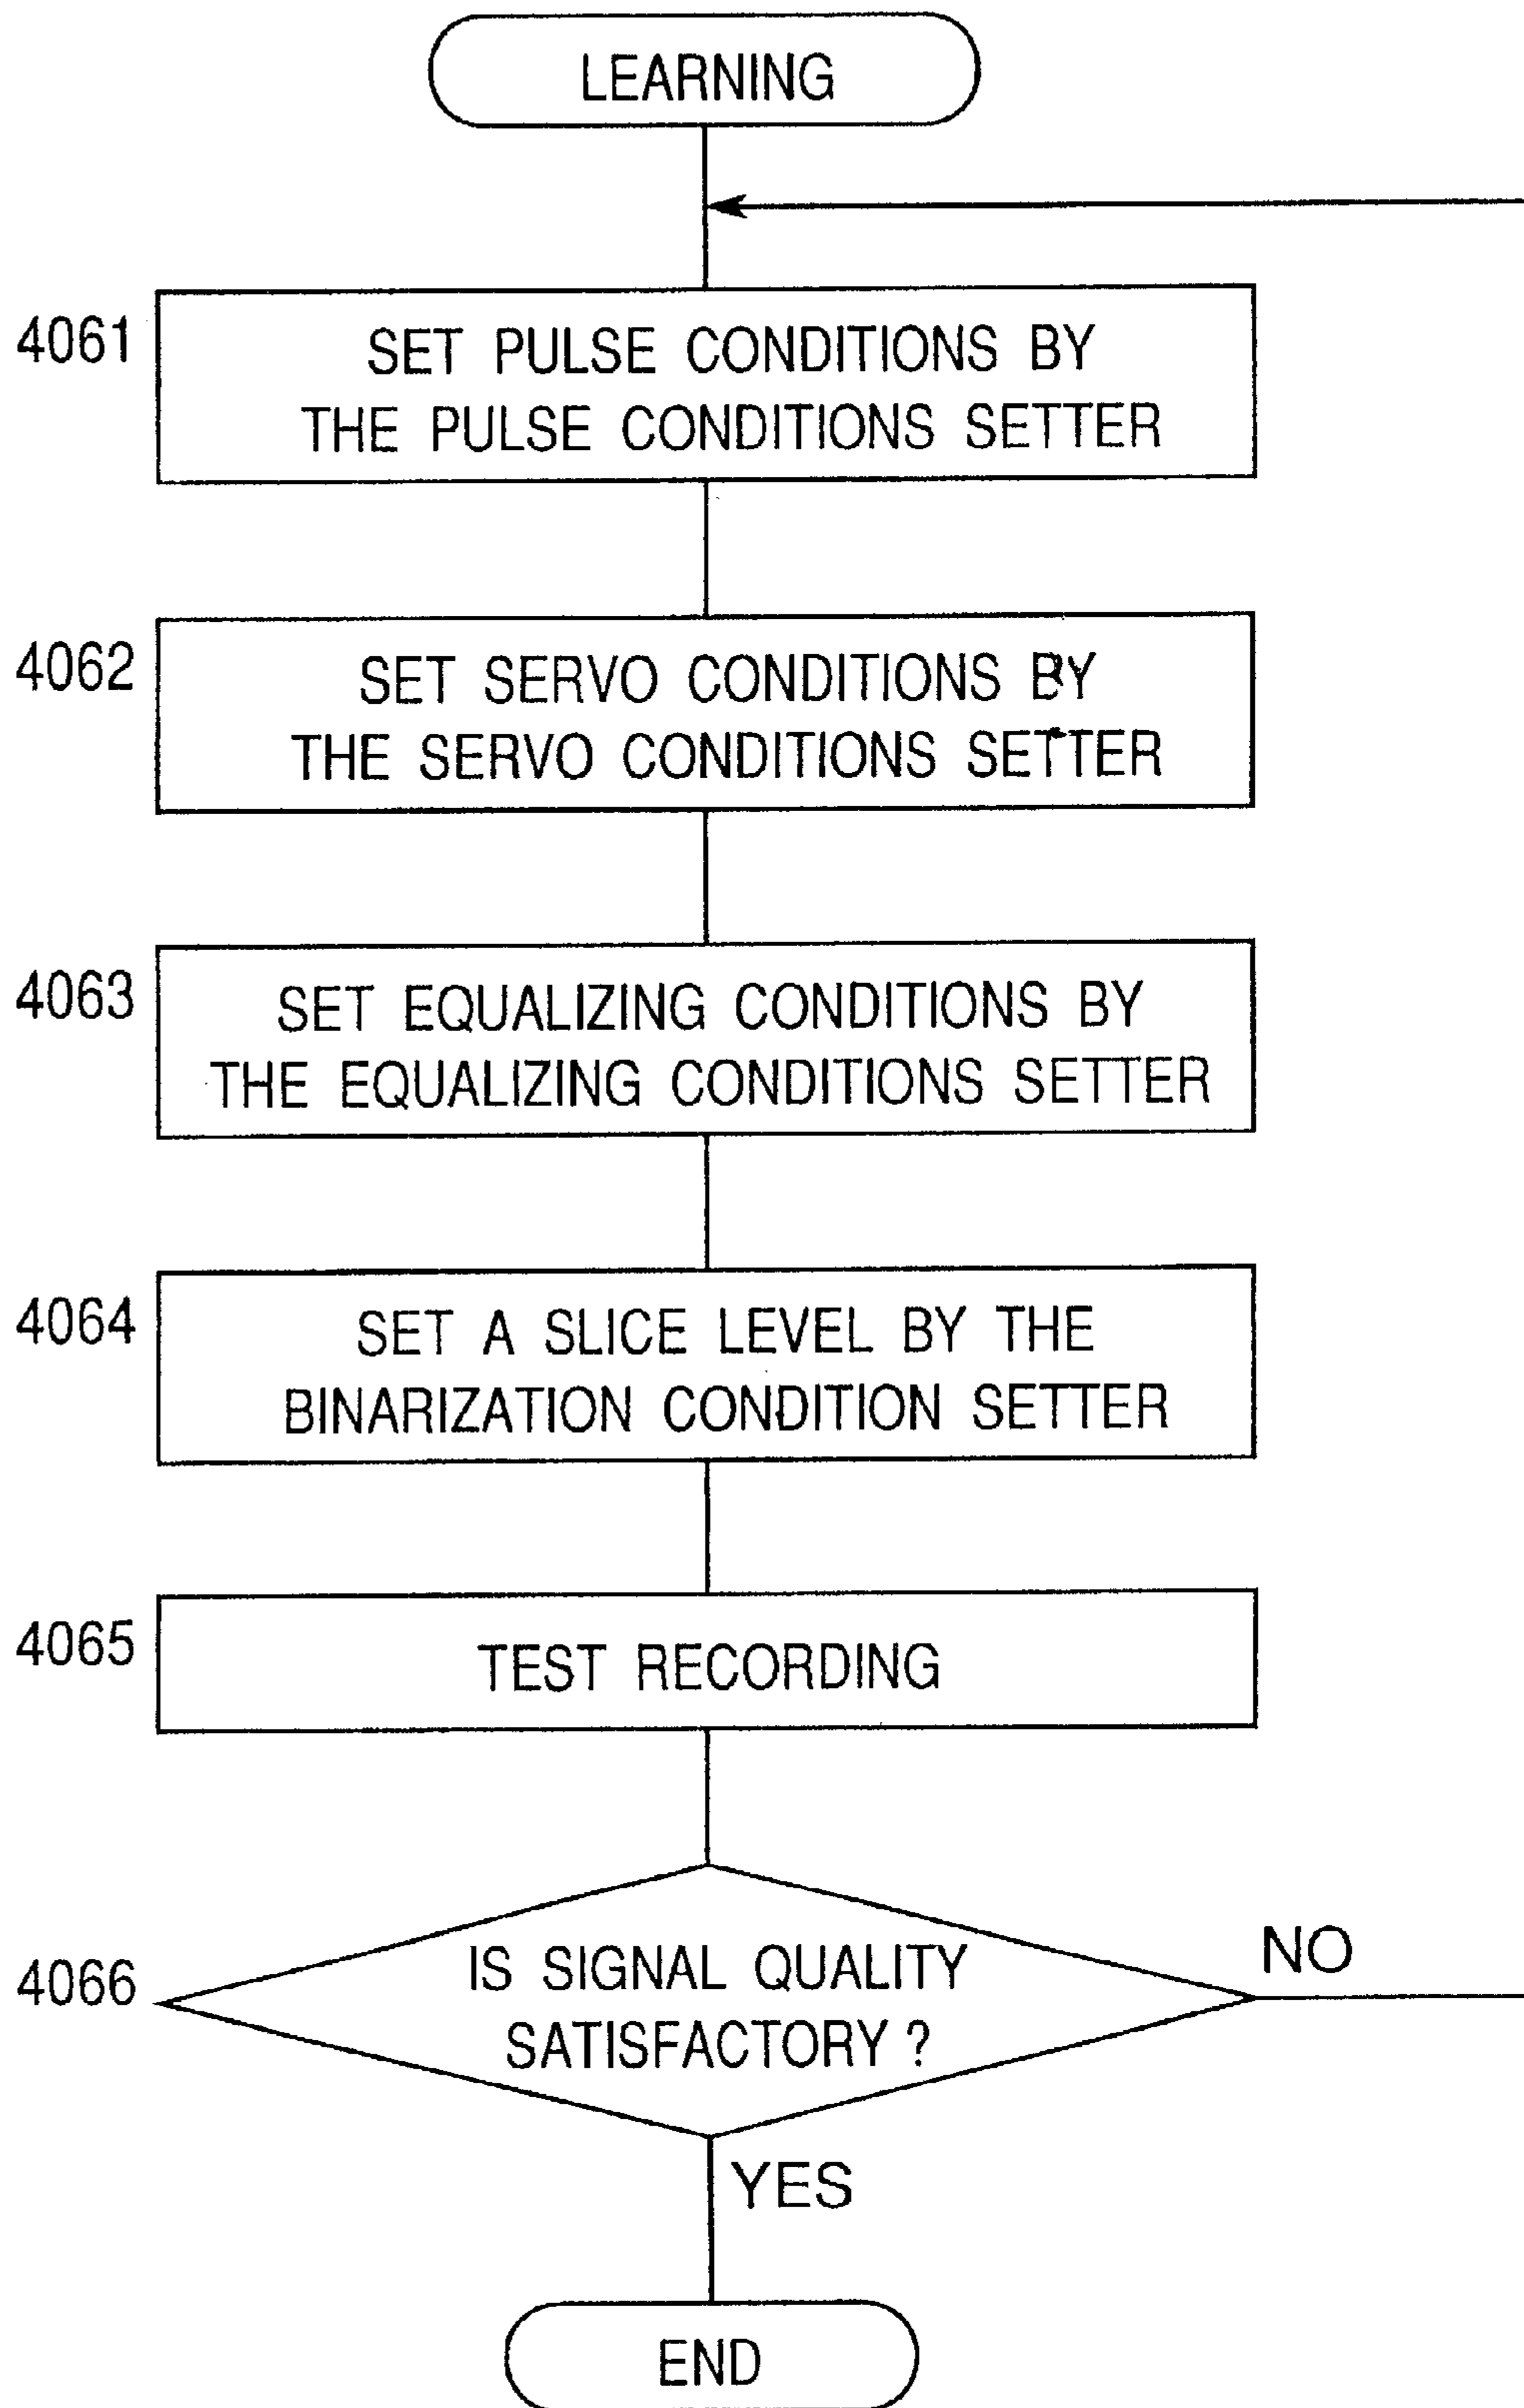 LEARNING
4061
SET PULSE CONDITIONS BY
THE PULSE CONDITIONS SETTER
4062
SET SERVO CONDITIONS BY
THE SERVO CONDITIONS SETTER
4063
SET EQUALIZING CONDITIONS BY
THE EQUALIZING CONDITIONS SETTER
4064
SET A SLICE LEVEL BY THE
BINARIZATION CONDITION SETTER
4065
TEST RECORDING
4066
IS SIGNAL QUALITY
SATISFACTORY ?
NO
YES
END